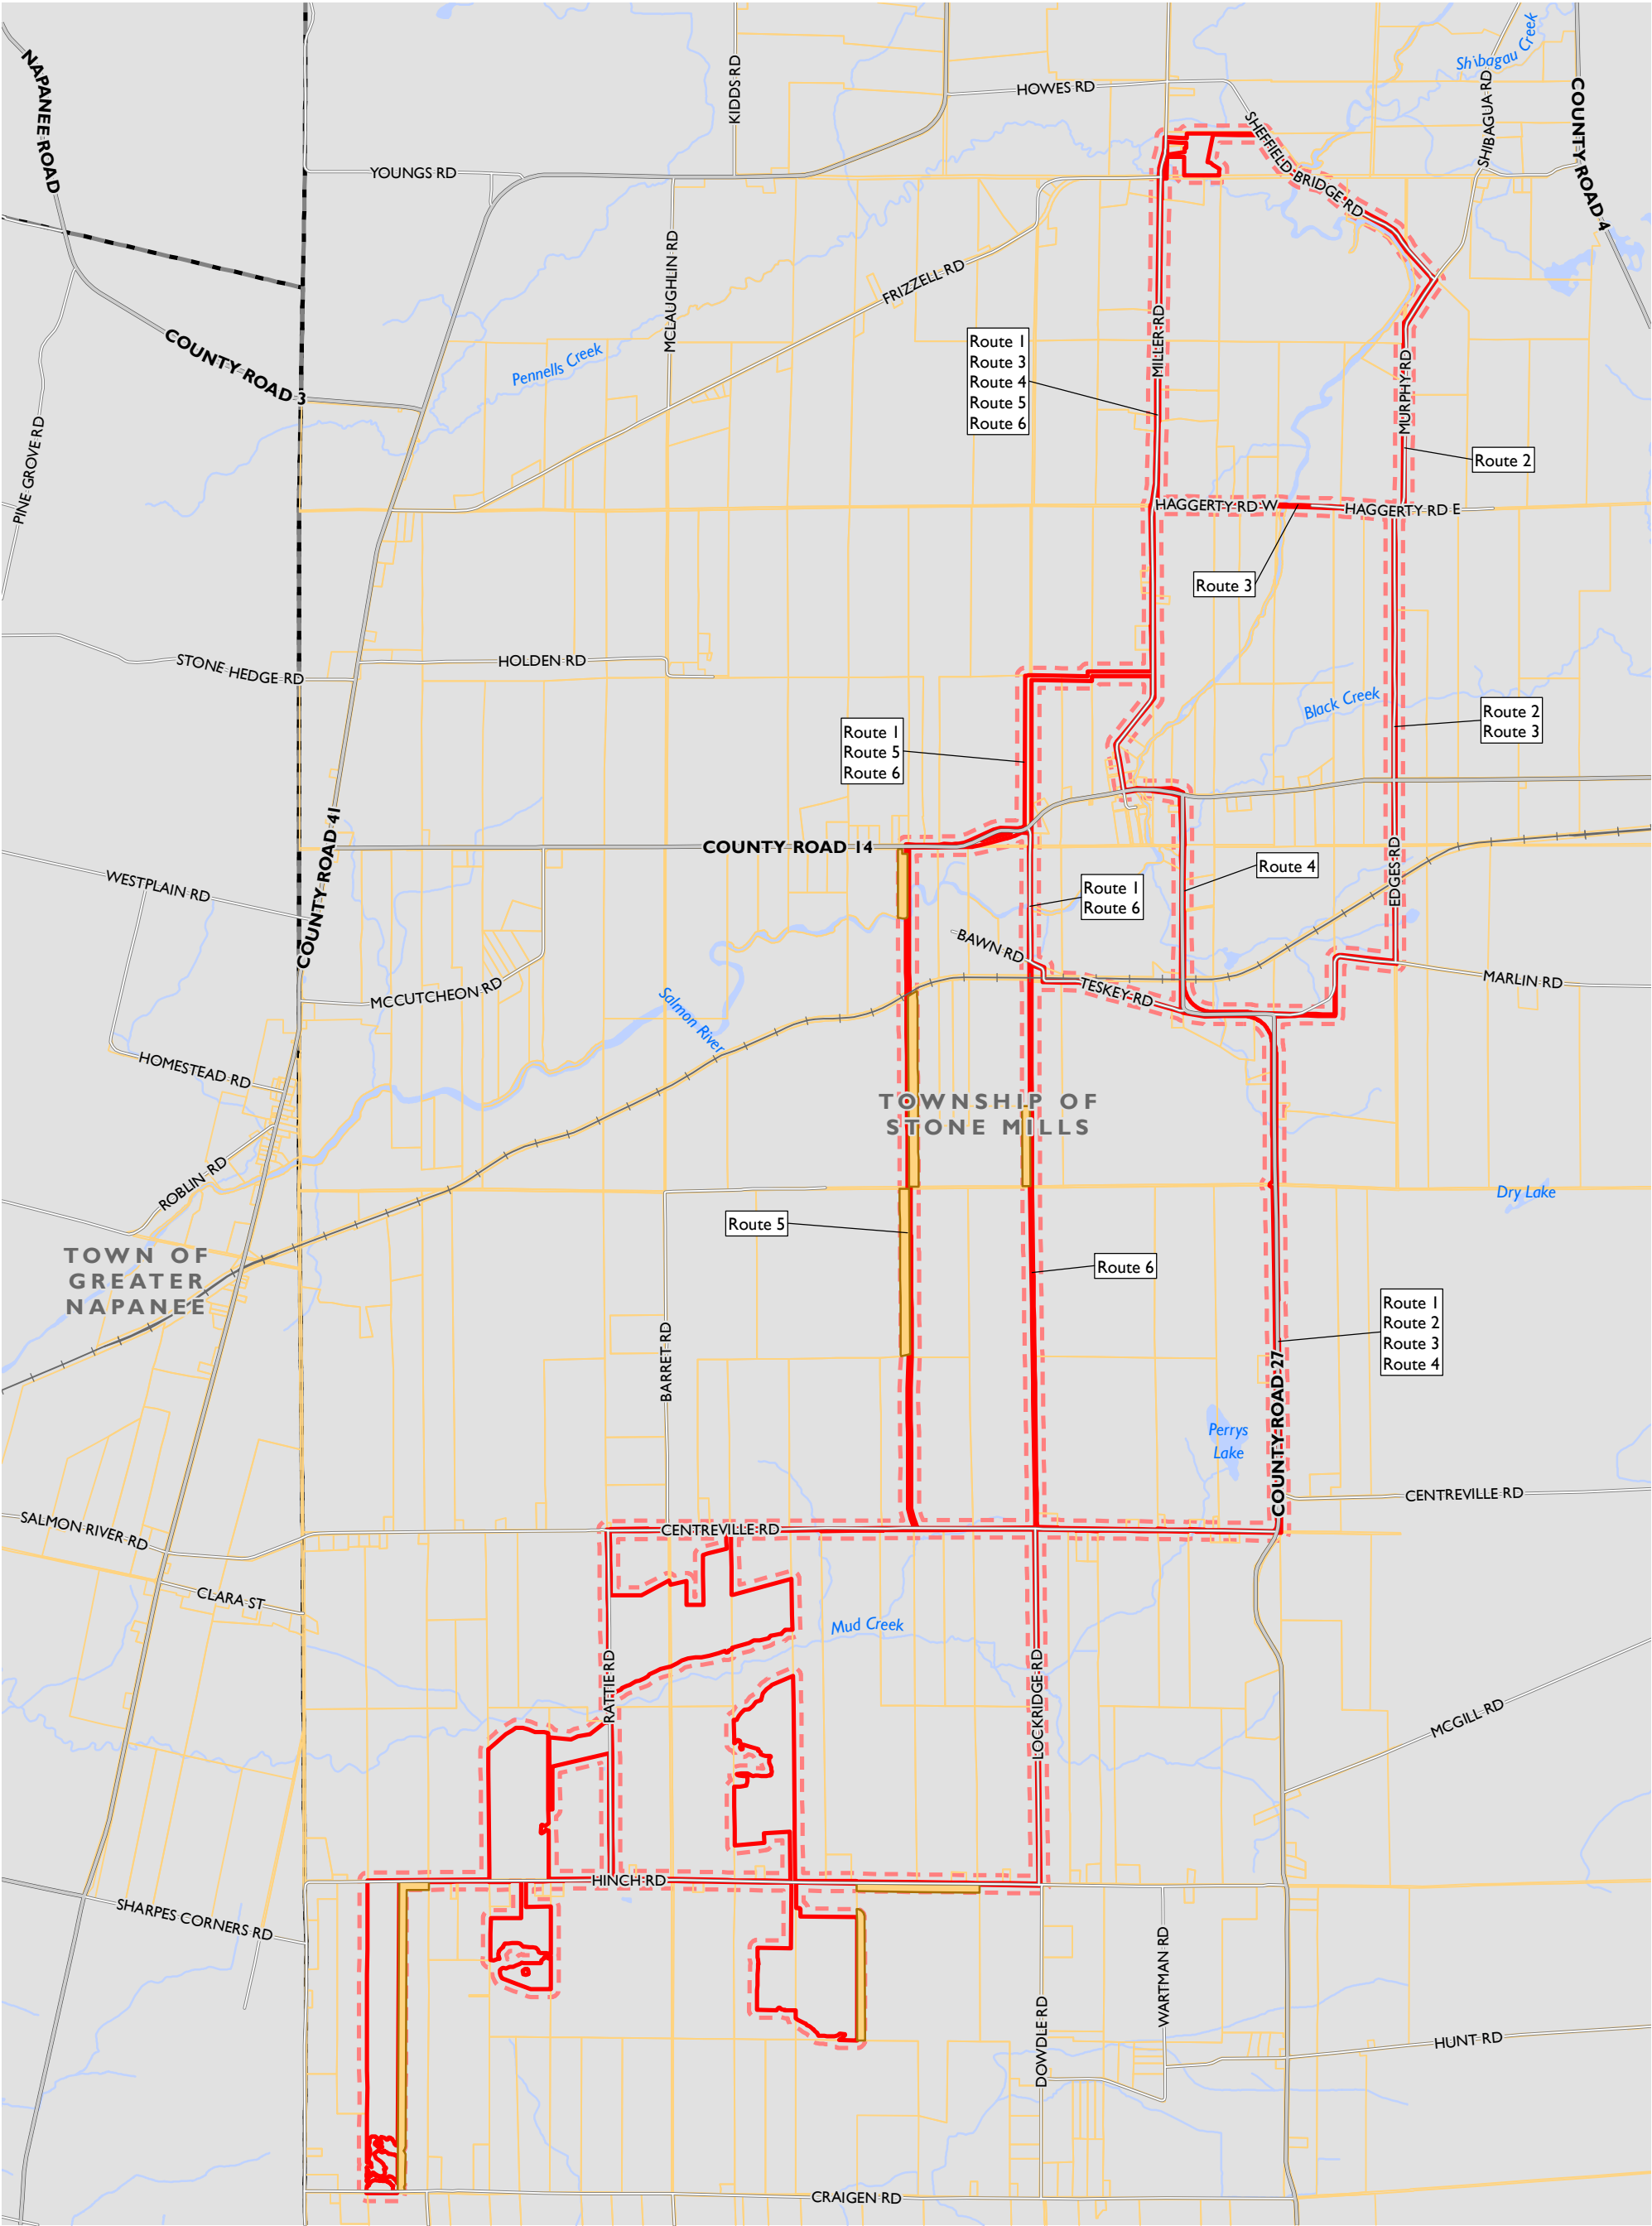 Shibagau Creek
KIDDS RD
HOWES RD
SHIBAGUA RD
COUNTY ROAD 4
NAPANEE ROAD
YOUNGS RD
SHEFFIELD BRIDGE RD
MCLAUGHLIN RD
FRIZZELL RD
COUNTY ROAD 3
Pennells Creek
Route 1
Route 3
Route 4
Route 5
Route 6
MILLER RD
MURPHY RD
Route 2
PINE GROVE RD
HAGGERTY RD W
HAGGERTY RD E
Route 3
STONE HEDGE RD
HOLDEN RD
Black Creek
Route 2
Route 3
Route 1
Route 5
Route 6
COUNTY ROAD 41
COUNTY ROAD 14
Route 4
EDGES RD
WESTPLAIN RD
Route 1
Route 6
BAWN RD
TESKEY RD
MARLIN RD
MCCUTCHEON RD
Salmon River
HOMESTEAD RD
TOWNSHIP OF
STONE MILLS
ROBLIN RD
Dry Lake
Route 5
TOWN OF
GREATER
NAPANEE
Route 6
Route 1
Route 2
Route 3
Route 4
BARRET RD
COUNTY ROAD 27
Perrys
Lake
CENTREVILLE RD
SALMON RIVER RD
CENTREVILLE RD
CLARA ST
Mud Creek
RATTIE RD
LOCKRIDGE RD
MCGILL RD
HINCH RD
SHARPES CORNERS RD
WARTMAN RD
DOWDLE RD
HUNT RD
CRAIGEN RD